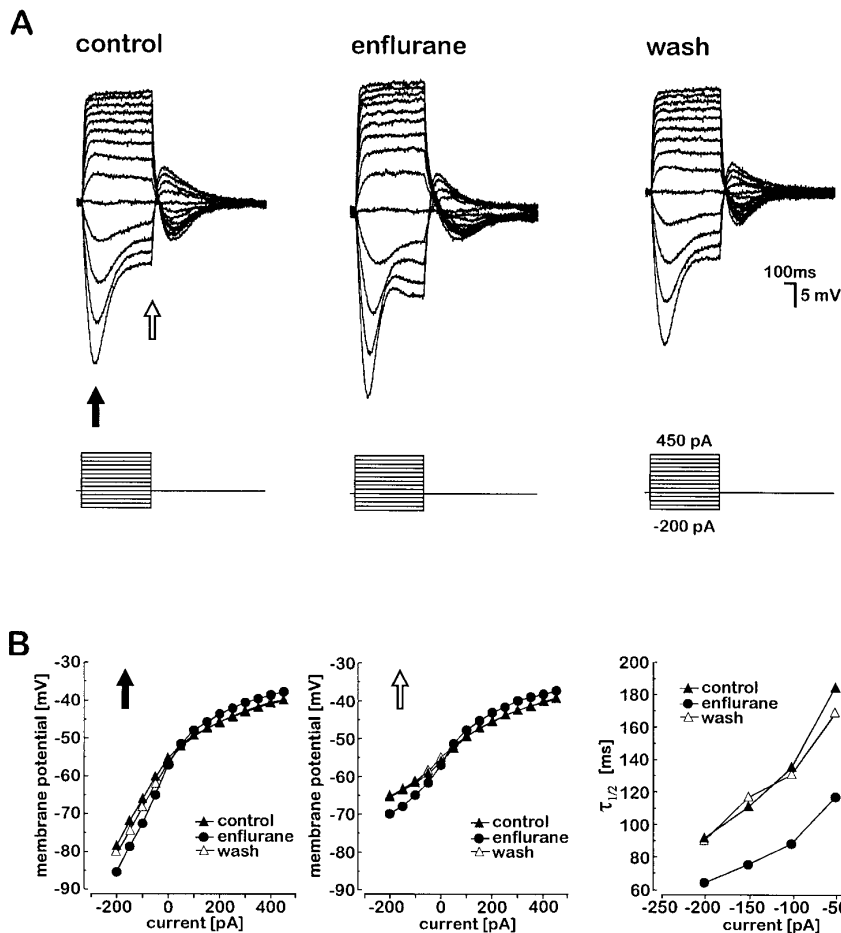 A
control enflurane wash
100ms
5 mV
450 pA
-200 pA
B
-30
-40
-50
-60
-70
-80
-90
membrane potential [mV]
control
enflurane
wash
-200 0 200 400
current [pA]
-30
-40
-50
-60
-70
-80
-90
membrane potential [mV]
control
enflurane
wash
-200 0 200 400
current [pA]
200
180
160
140
120
100
80
60
τ1/2 [ms]
control
enflurane
wash
-250 -200 -150 -100 -50
current [pA]